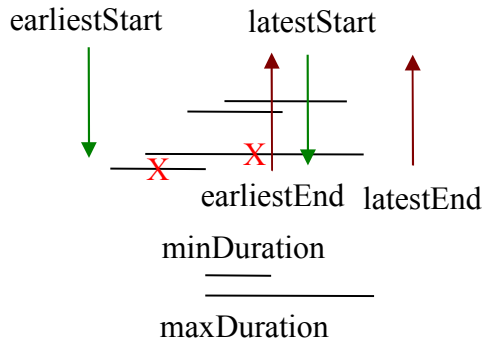 earliestStart
latestStart
X
X
earliestEnd
latestEnd
minDuration
maxDuration